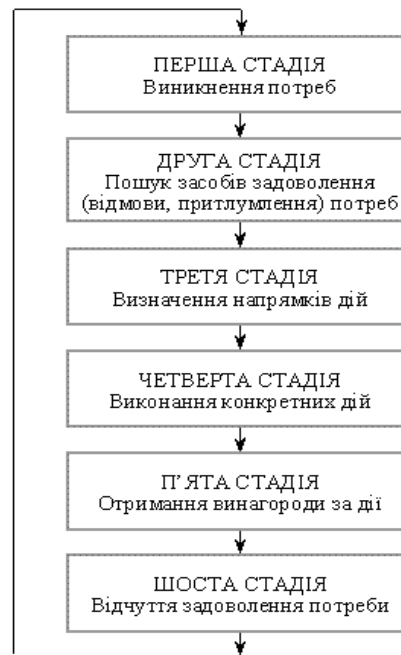 ПЕРША СТАДІЯ
Виникнення потреб
ДРУГА СТАДІЯ
Пошук засобів задоволення
(відмови, притлумлення) потреб
ТРЕТЯ СТАДІЯ
Визначення напрямків дій
ЧЕТВЕРТА СТАДІЯ
Виконання конкретних дій
П’ЯТА СТАДІЯ
Отримання винагороди за дії
ШОСТА СТАДІЯ
Відчуття задоволення потреби